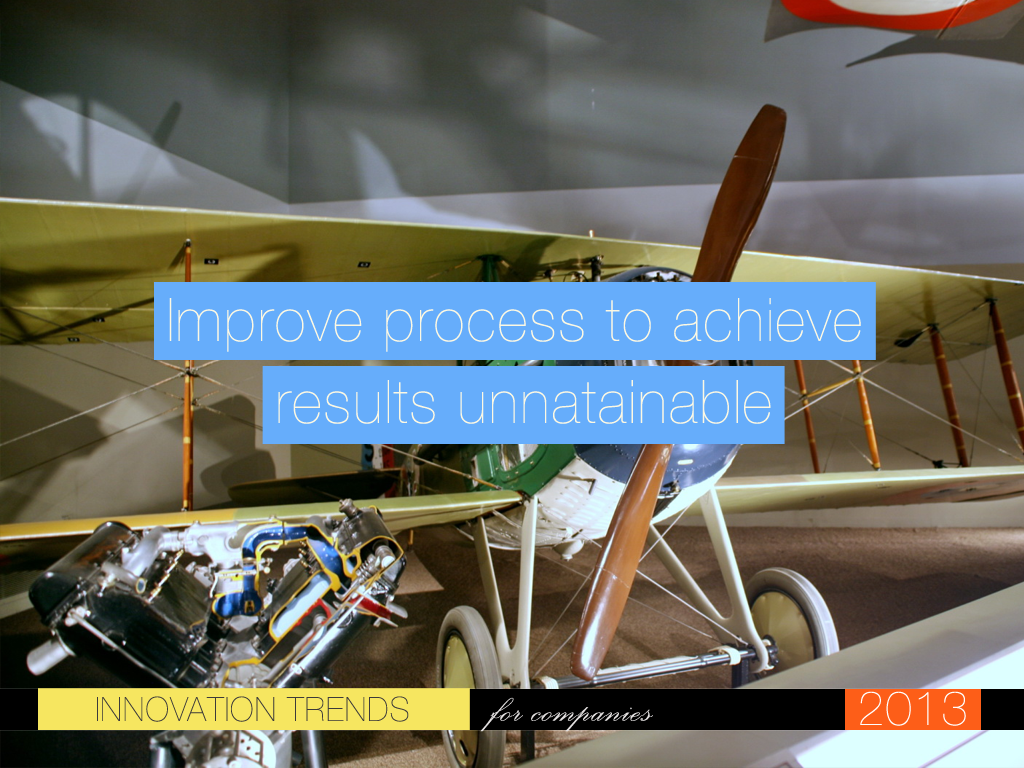 Improve process to achieve
results unnatainable
INNOVATION TRENDS for companies 2013